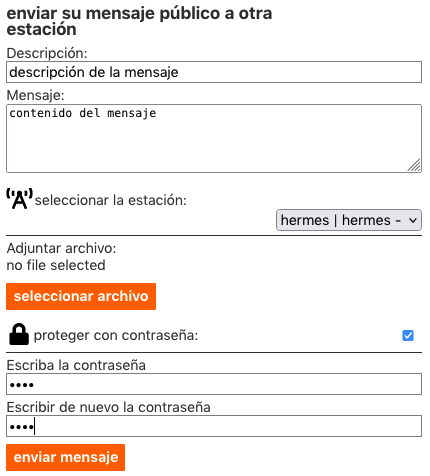 enviar su mensaje público a otra
estación
Descripción:
descripción de la mensaje
Mensaje:
contenido del mensaje
seleccionar la estación:
hermes | hermes -
Adjuntar archivo:
no file selected
seleccionar archivo
proteger con contraseña:
Escriba la contraseña
••••
Escribir de nuevo la contraseña
••••
enviar mensaje